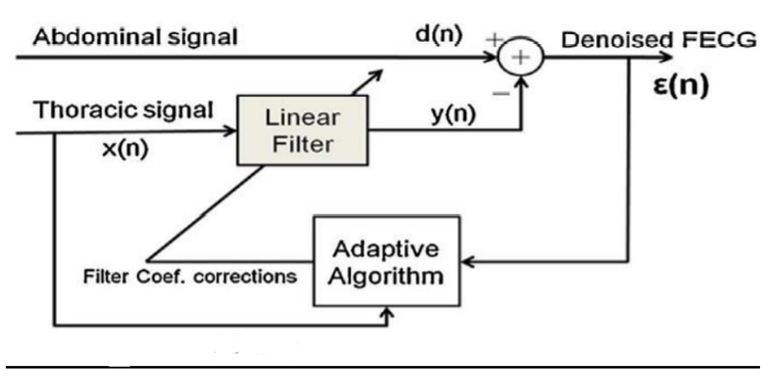 Abdominal signal
d(n)
+
+
Denoised FECG
ε(n)
Thoracic signal
x(n)
Linear
Filter
y(n)
−
Adaptive
Algorithm
Filter Coef. corrections